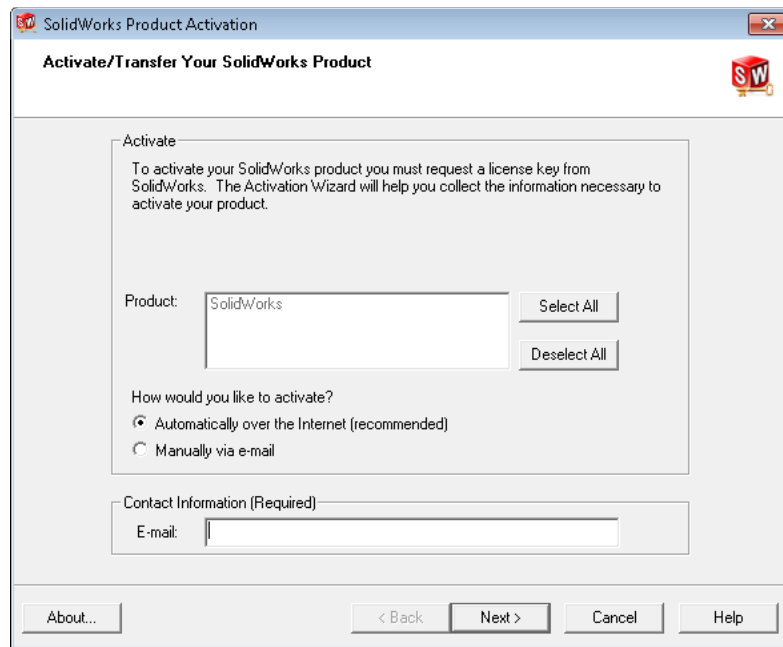 SolidWorks Product Activation
Activate/Transfer Your SolidWorks Product
SW
Activate
To activate your SolidWorks product you must request a license key from
SolidWorks. The Activation Wizard will help you collect the information necessary to
activate your product.
Product:
SolidWorks
Select All
Deselect All
How would you like to activate?
Automatically over the Internet (recommended)
Manually via e-mail
Contact Information (Required)
E-mail:
About...
< Back
Next >
Cancel
Help